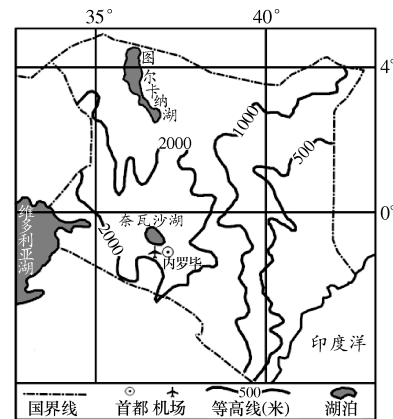 35° 40°
4°
图尔卡纳湖
1000
2000
500
0°
维多利亚湖
奈瓦沙湖
2000
内罗毕
印度洋
500
国界线 首都 机场 等高线(米) 湖泊